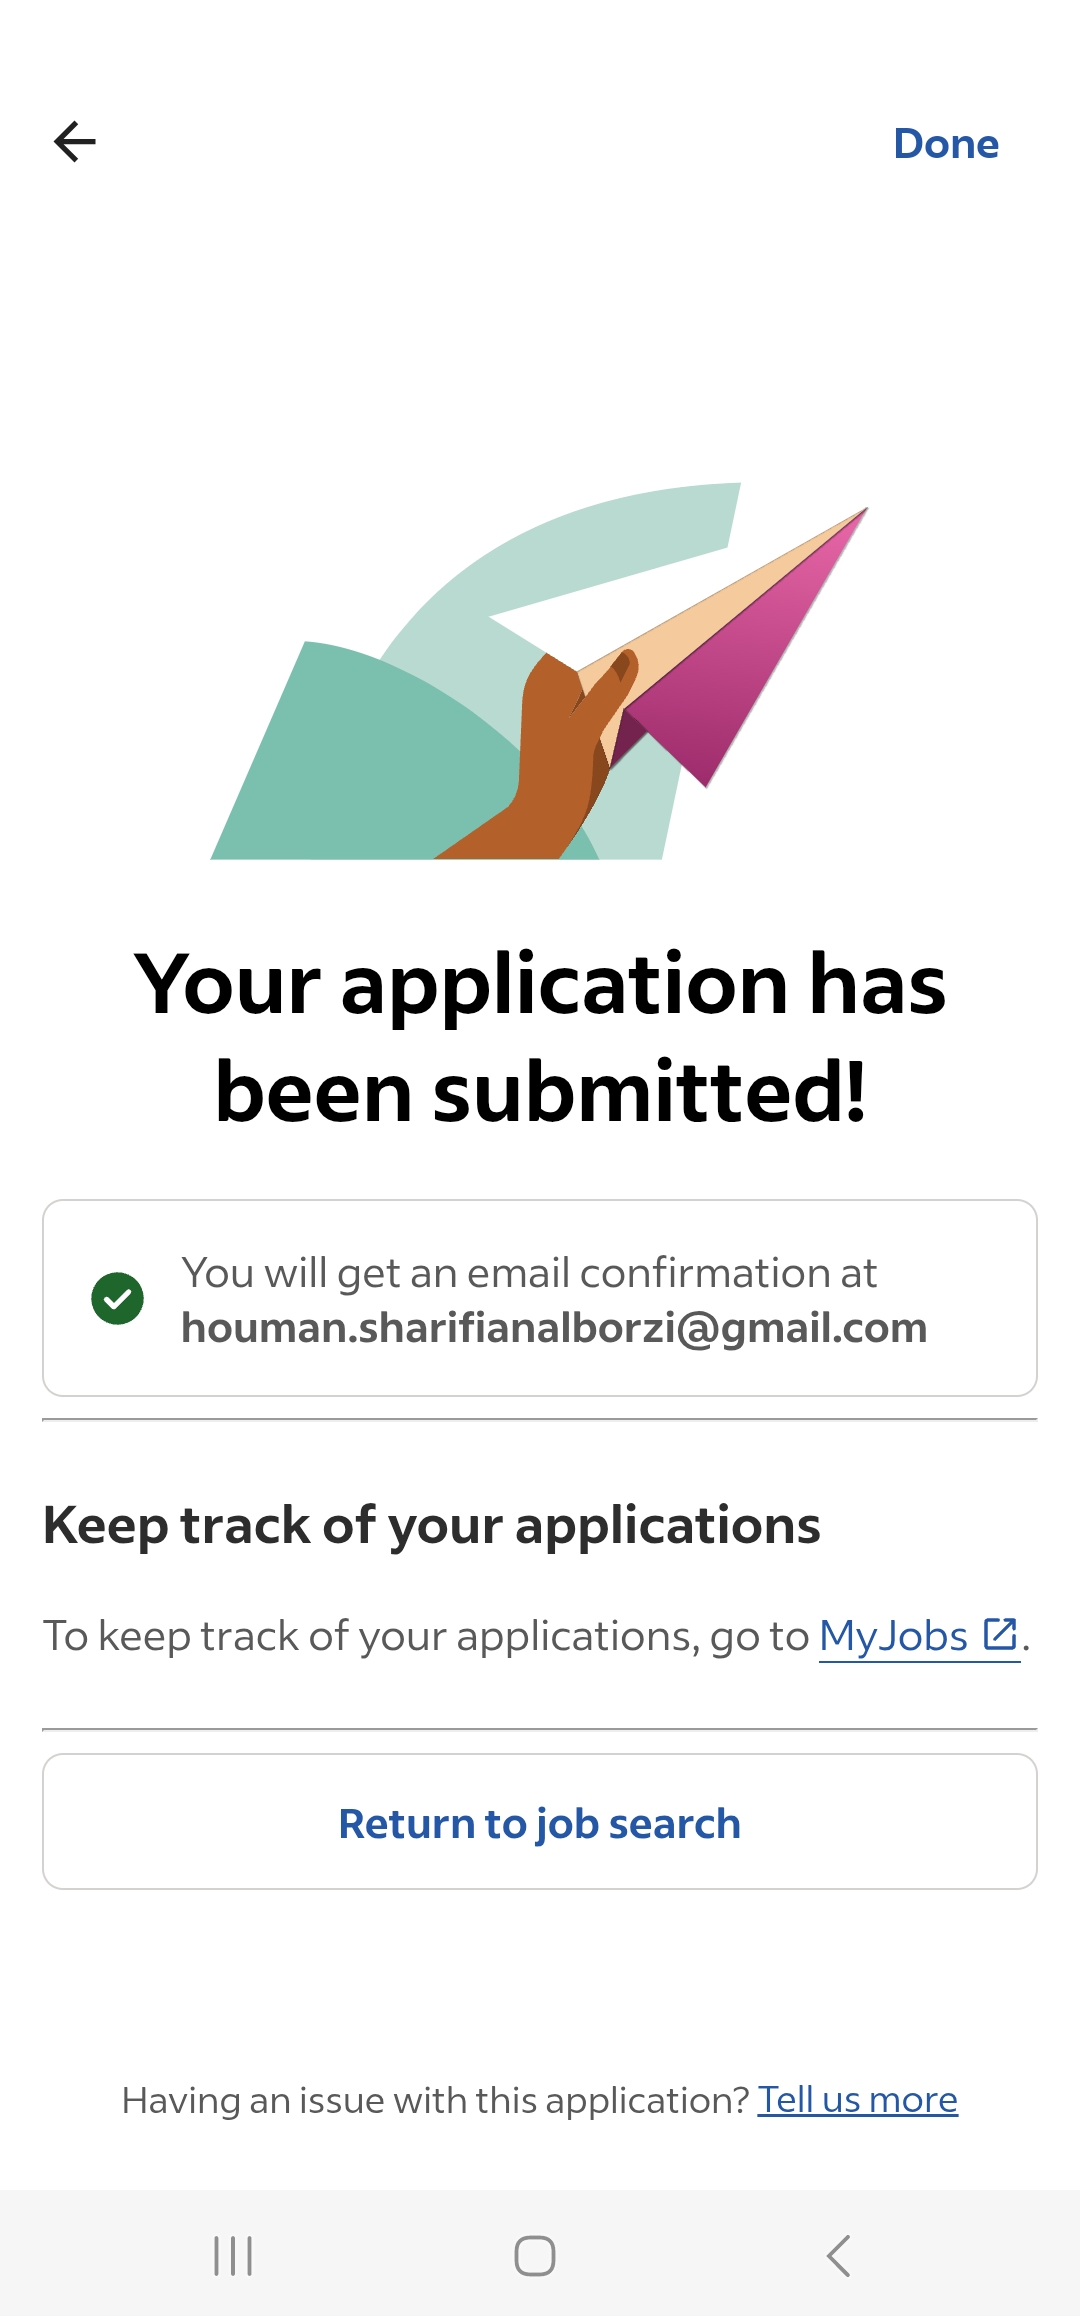 Done
Your application has
been submitted!
You will get an email confirmation at
houman.sharifianalborzi@gmail.com
Keep track of your applications
To keep track of your applications, go to MyJobs.
Return to job search
Having an issue with this application? Tell us more